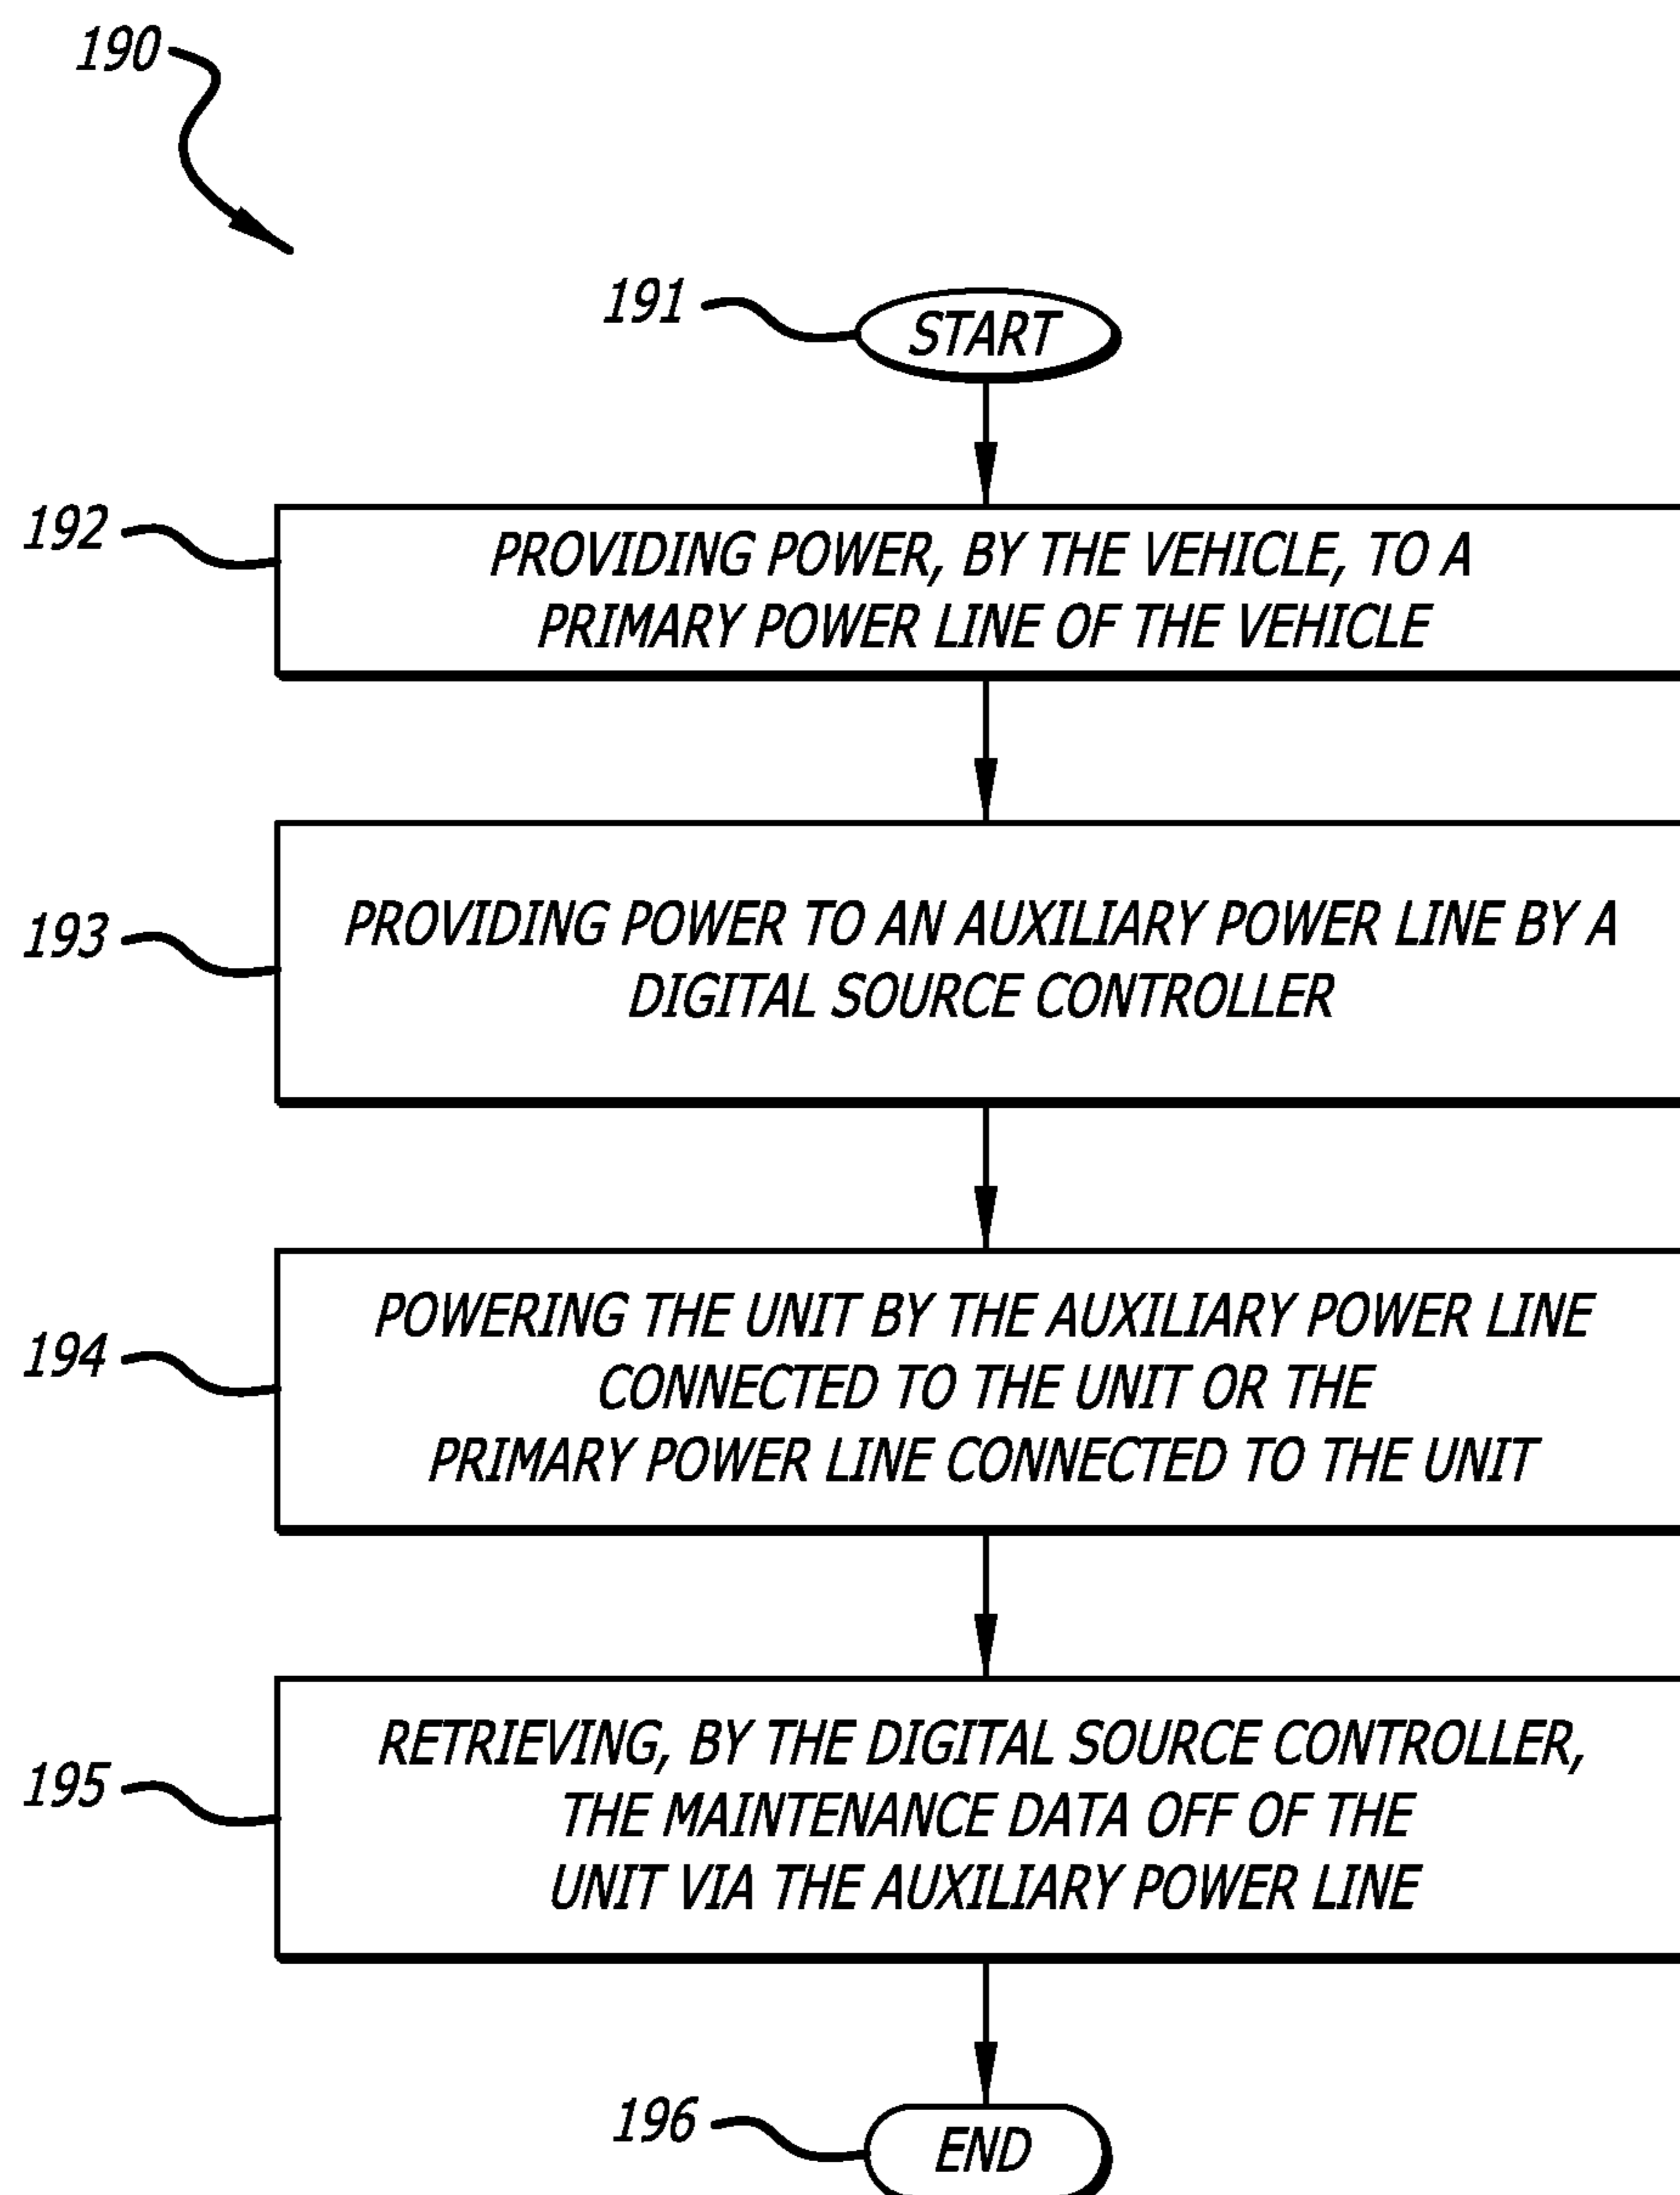 190
191
START
192
PROVIDING POWER, BY THE VEHICLE, TO A
PRIMARY POWER LINE OF THE VEHICLE
193
PROVIDING POWER TO AN AUXILIARY POWER LINE BY A
DIGITAL SOURCE CONTROLLER
194
POWERING THE UNIT BY THE AUXILIARY POWER LINE
CONNECTED TO THE UNIT OR THE
PRIMARY POWER LINE CONNECTED TO THE UNIT
195
RETRIEVING, BY THE DIGITAL SOURCE CONTROLLER,
THE MAINTENANCE DATA OFF OF THE
UNIT VIA THE AUXILIARY POWER LINE
196
END